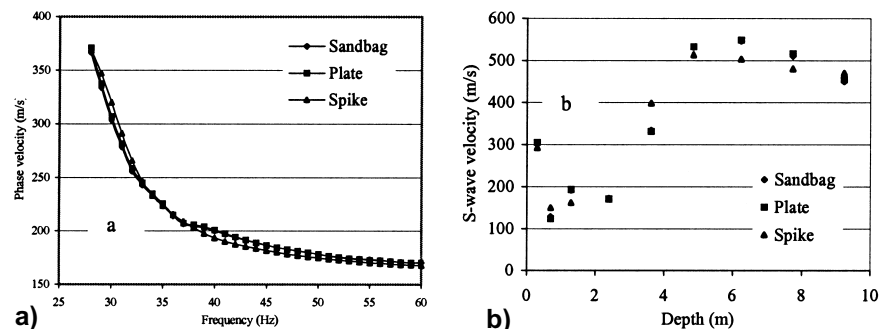 400
350
300
250
200
150
25
30
35
40
45
50
55
60
Phase velocity (m/s)
Frequency (Hz)
Sandbag
Plate
Spike
a
a)
600
500
400
300
200
100
0
0
2
4
6
8
10
S-wave velocity (m/s)
Depth (m)
b
Sandbag
Plate
Spike
b)